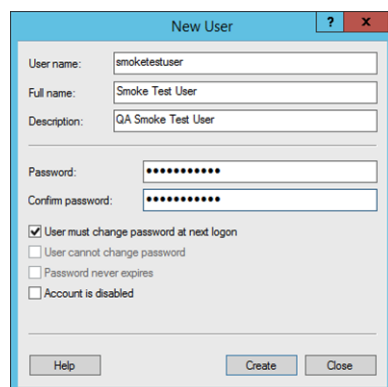 New User
?
x
User name:
smoketestuser
Full name:
Smoke Test User
Description:
QA Smoke Test User
Password:
●●●●●●●●●●●
Confirm password:
●●●●●●●●●●●
User must change password at next logon
User cannot change password
Password never expires
Account is disabled
Help
Create
Close